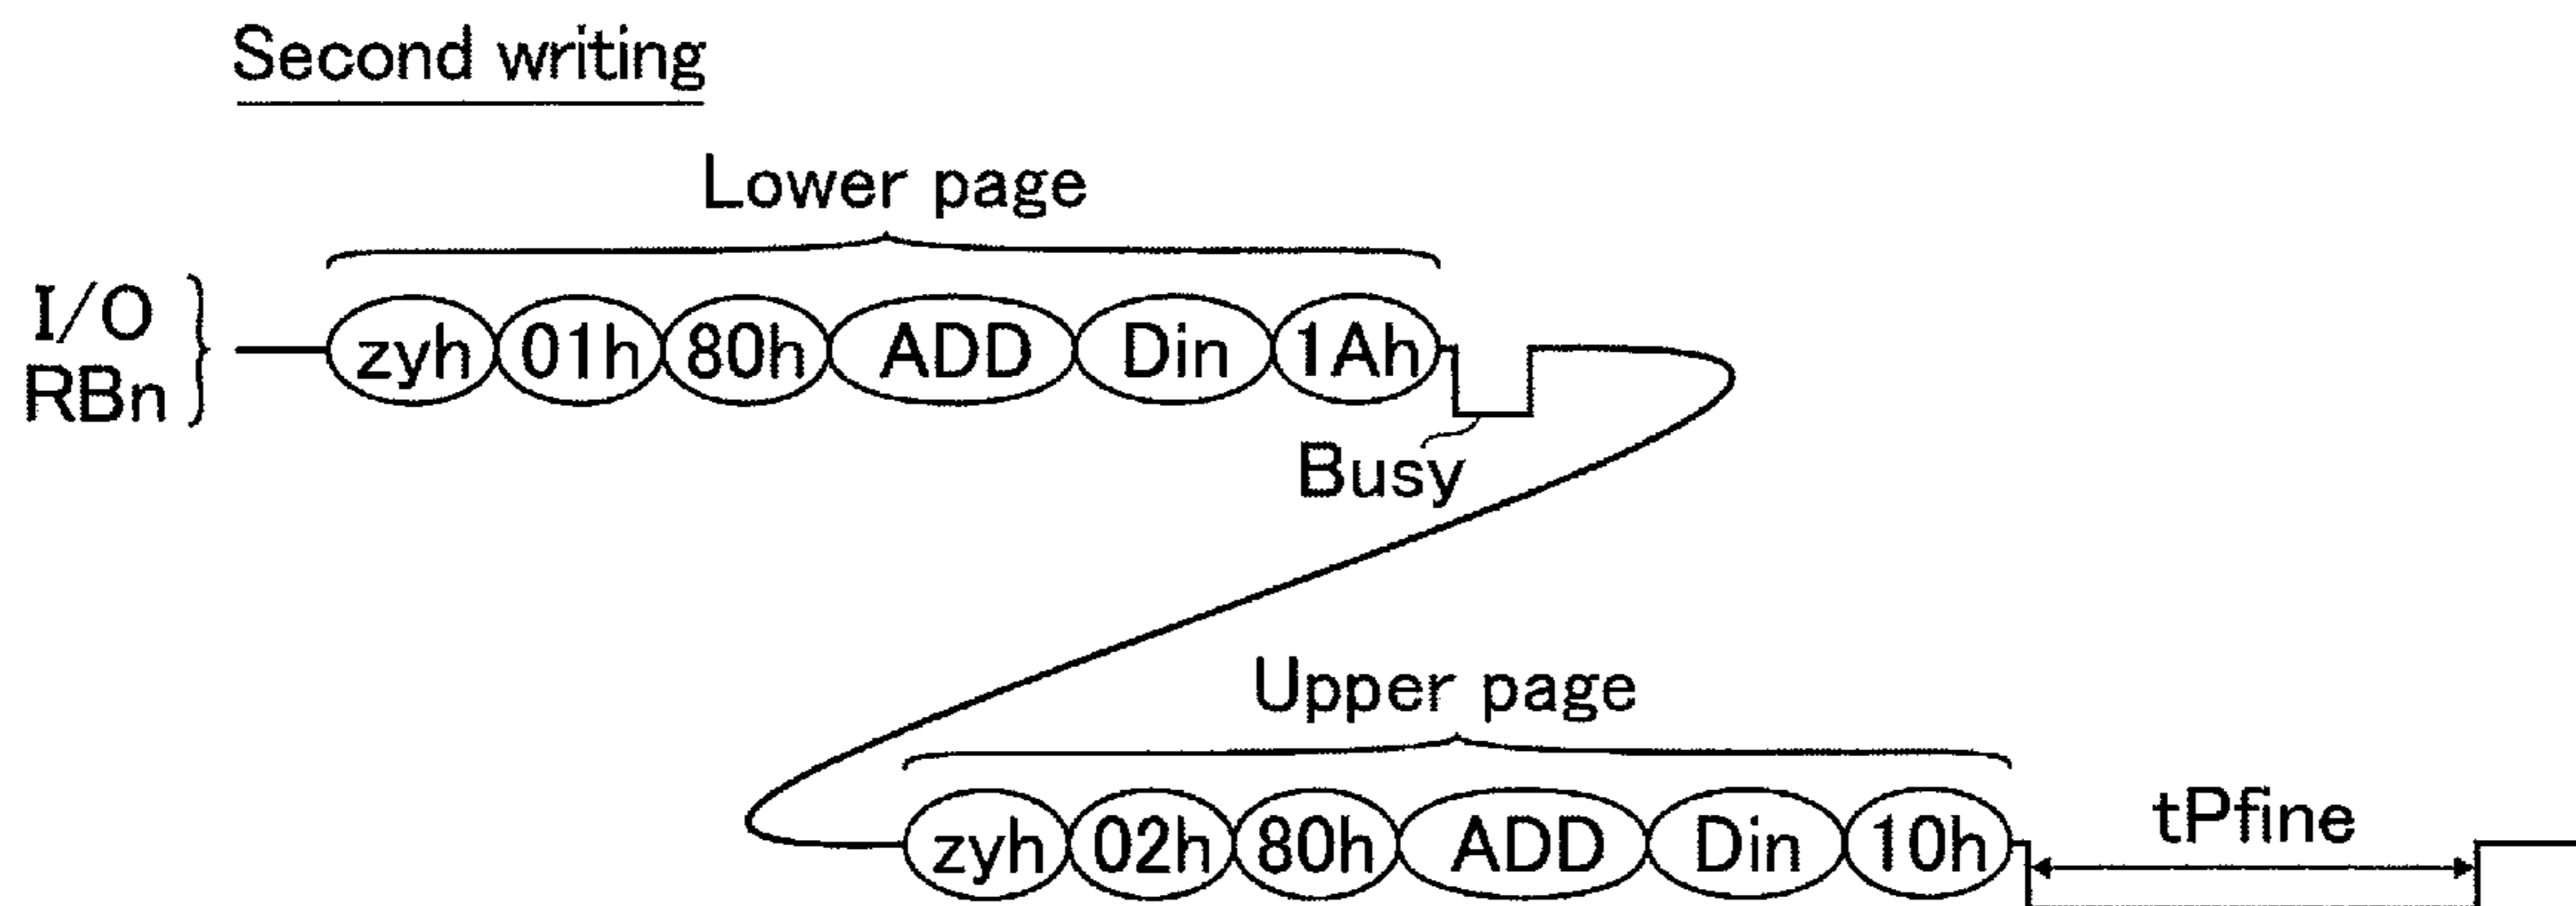 Second writing
Lower page
I/O
RBn
zyh 01h 80h ADD Din 1Ah
Busy
Upper page
zyh 02h 80h ADD Din 10h
tPfine